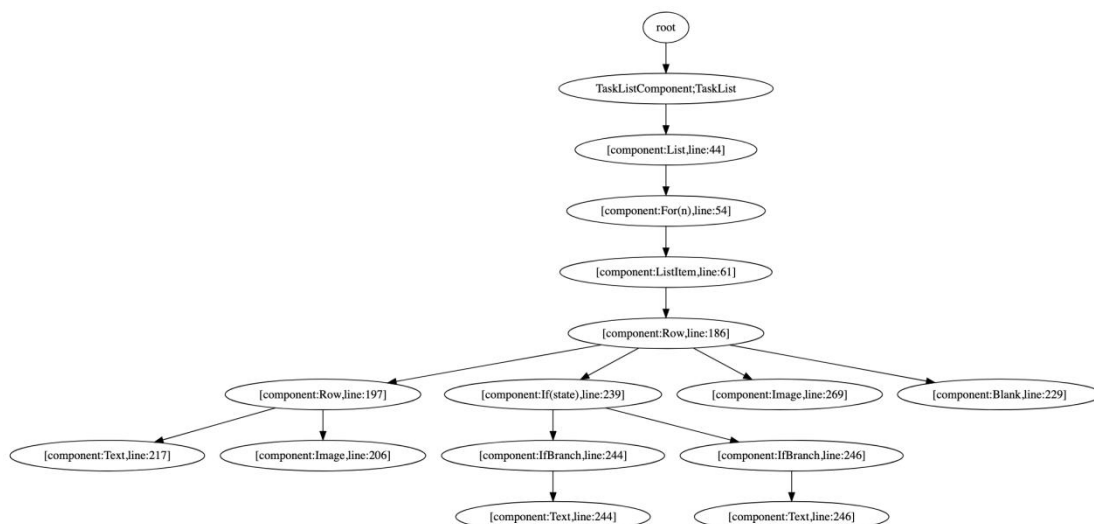 root
TaskListComponent;TaskList
[component:List,line:44]
[component:For(n),line:54]
[component:ListItem,line:61]
[component:Row,line:186]
[component:Row,line:197]
[component:If(state),line:239]
[component:Image,line:269]
[component:Blank,line:229]
[component:Text,line:217]
[component:Image,line:206]
[component:IfBranch,line:244]
[component:IfBranch,line:246]
[component:Text,line:244]
[component:Text,line:246]